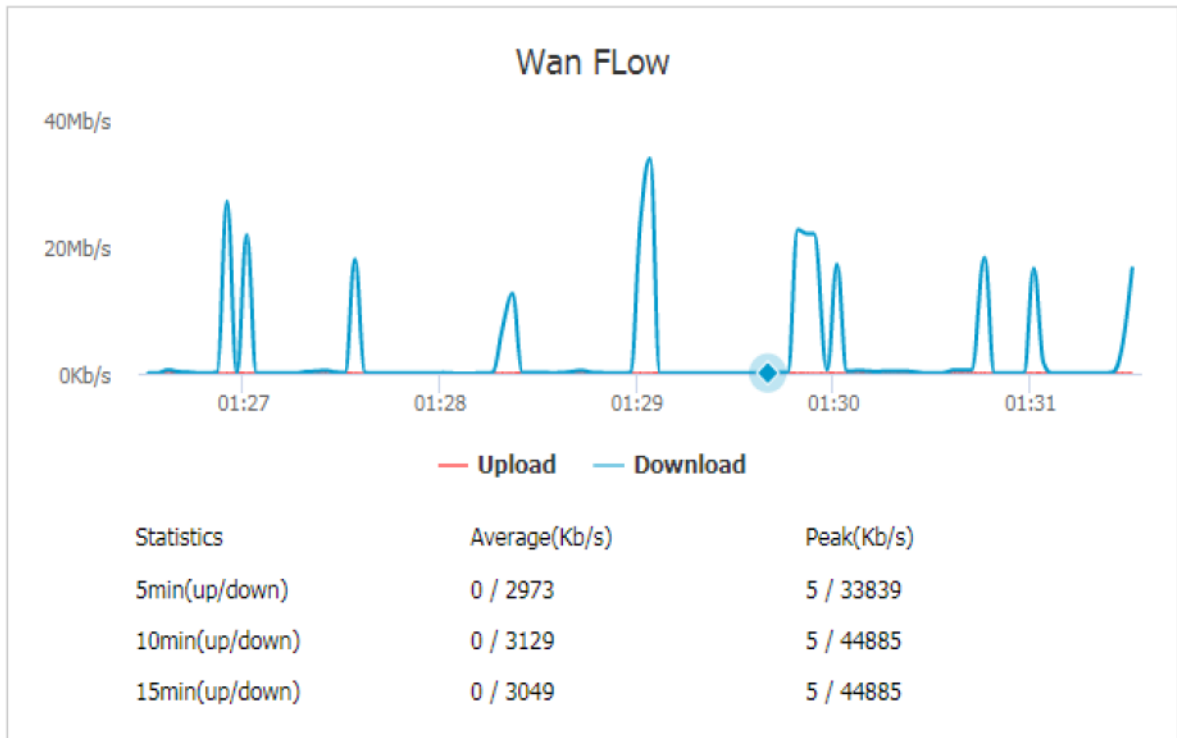 Wan FLow
40Mb/s
20Mb/s
0Kb/s
01:27 01:28 01:29 01:30 01:31
Upload Download
Statistics Average(Kb/s) Peak(Kb/s)
5min(up/down) 0 / 2973 5 / 33839
10min(up/down) 0 / 3129 5 / 44885
15min(up/down) 0 / 3049 5 / 44885